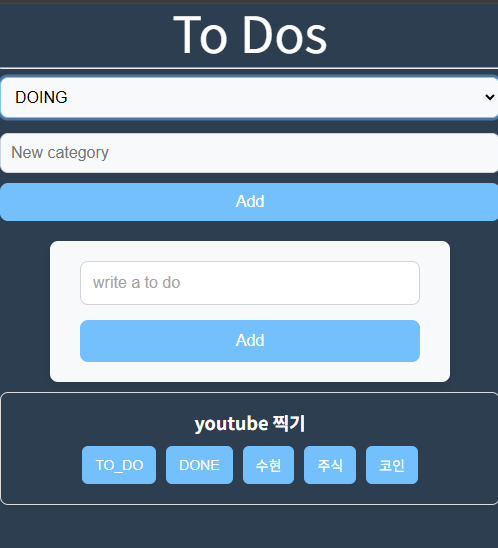 To Dos
DOING
New category
Add
write a to do
Add
youtube 찍기
TO_DO DONE 수현 주식 코인